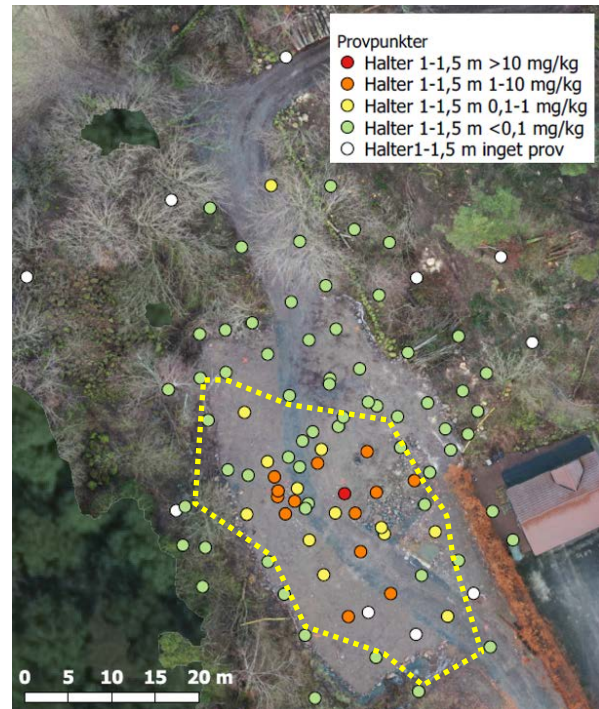 Provpunkter
Halter 1-1,5 m >10 mg/kg
Halter 1-1,5 m 1-10 mg/kg
Halter 1-1,5 m 0,1-1 mg/kg
Halter 1-1,5 m <0,1 mg/kg
Halter1-1,5 m inget prov
0 5 10 15 20 m